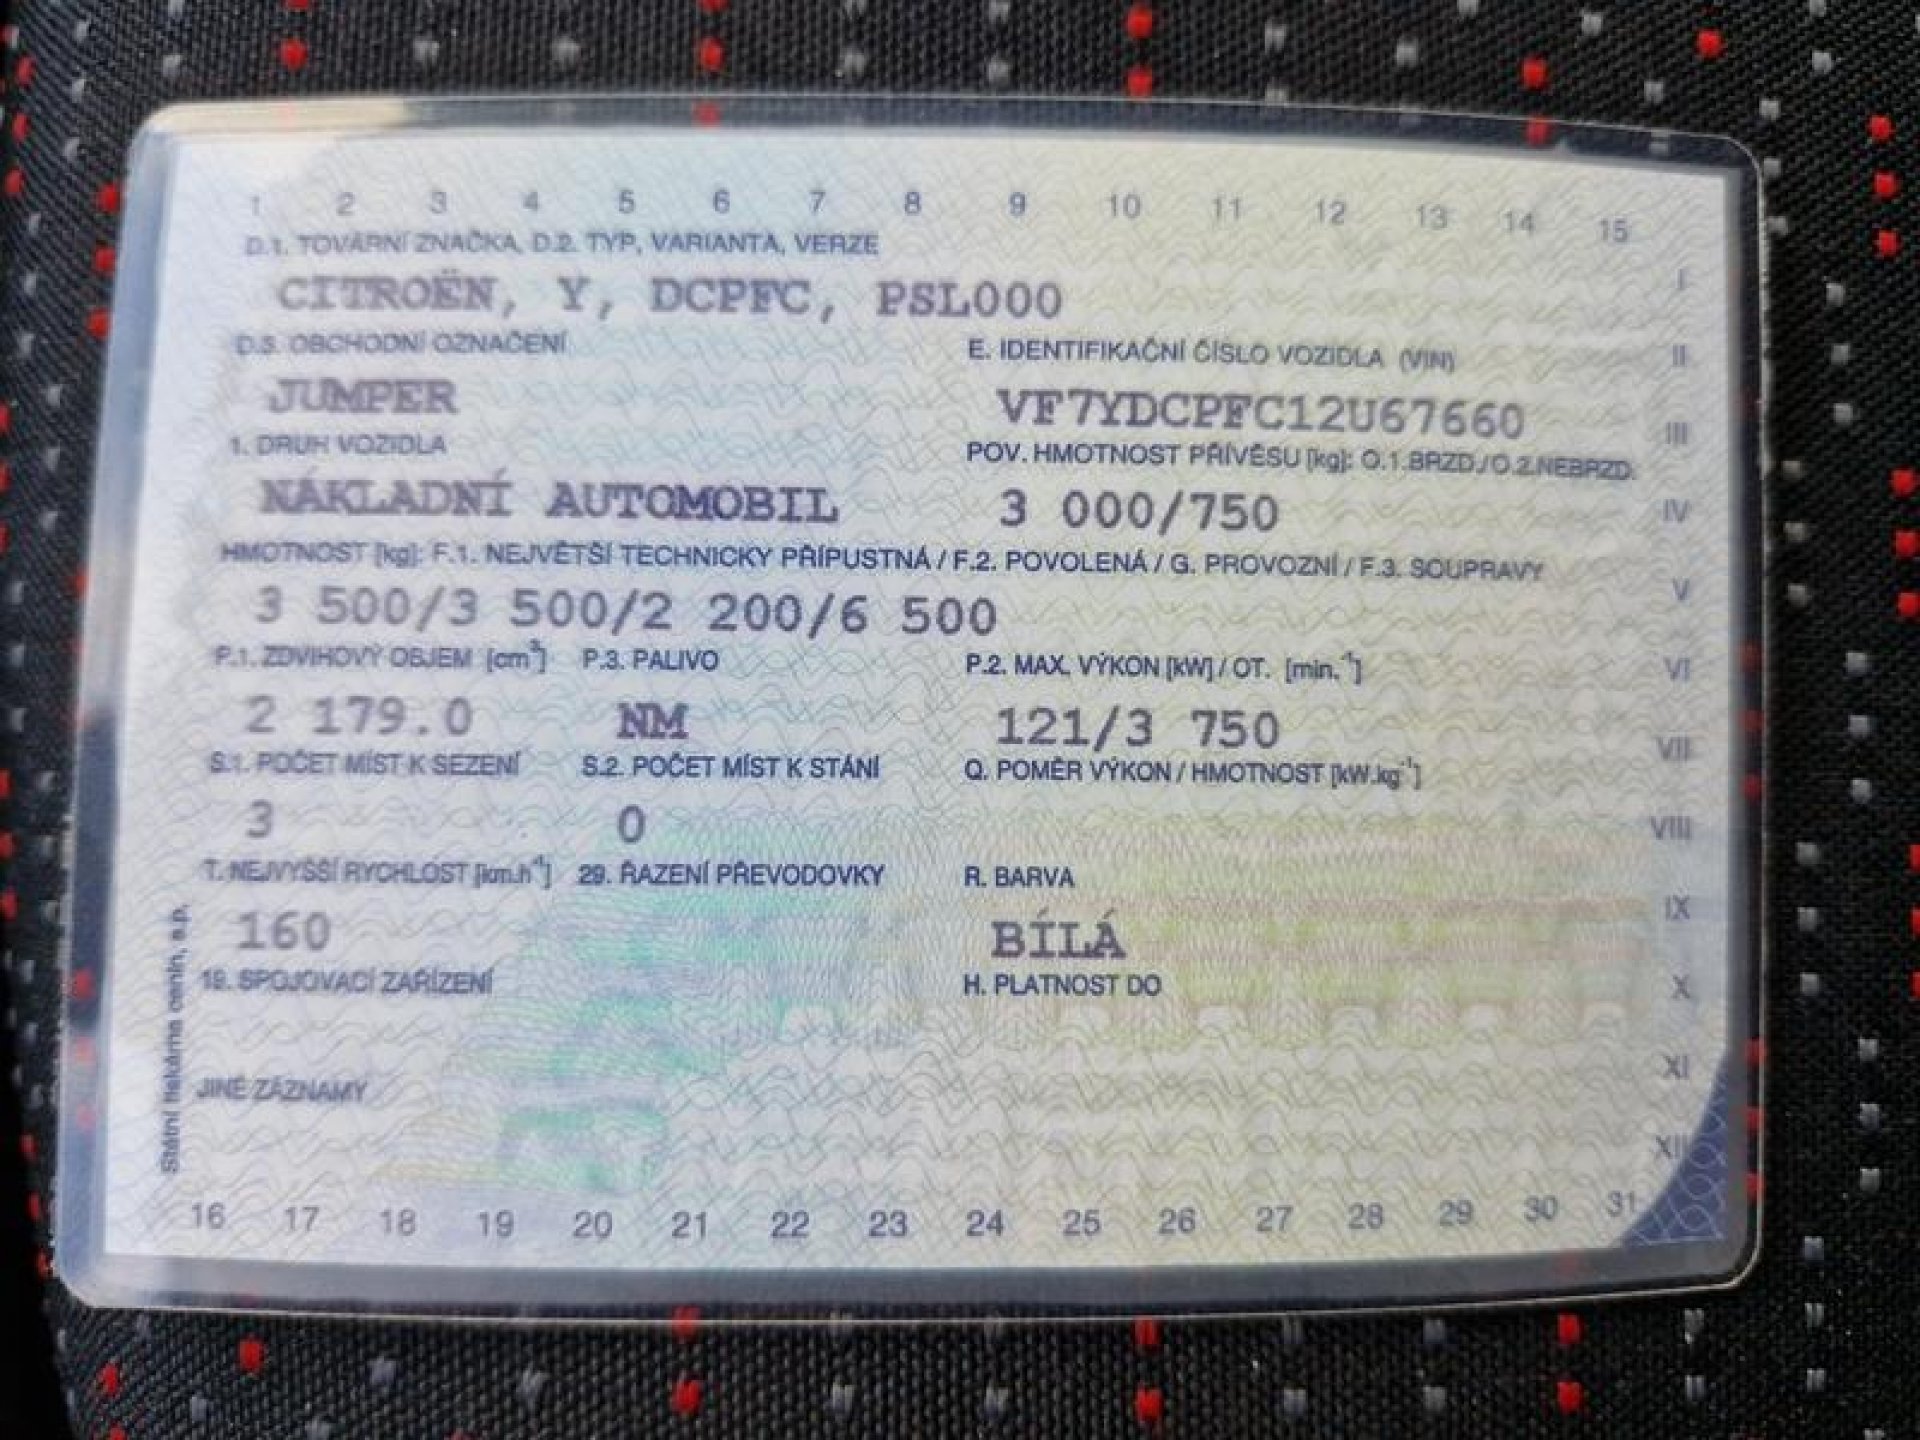 1 2 3 4 5 6 7 8 9 10 11 12 13 14 15
D.1. TOVÁRNÍ ZNAČKA, D.2. TYP, VARIANTA, VERZE
CITROËN, Y, DCPFC, PSL000
I
D.3. OBCHODNÍ OZNAČENÍ E. IDENTIFIKAČNÍ ČÍSLO VOZIDLA (VIN)
II
JUMPER VF7YDCPFC12U67660
III
1. DRUH VOZIDLA POV. HMOTNOST PŘÍVĚSU [kg]: O.1.BRZD./O.2.NEBRZD.
NÁKLADNÍ AUTOMOBIL 3 000/750
IV
HMOTNOST [kg]: F.1. NEJVĚTŠÍ TECHNICKY PŘÍPUSTNÁ / F.2. POVOLENÁ / G. PROVOZNÍ / F.3. SOUPRAVY
V
3 500/3 500/2 200/6 500
P.1. ZDVIHOVÝ OBJEM [cm³] P.3. PALIVO P.2. MAX. VÝKON [kW] / OT. [min.⁻¹]
VI
2 179.0 NM 121/3 750
VII
S.1. POČET MÍST K SEZENÍ S.2. POČET MÍST K STÁNÍ Q. POMĚR VÝKON / HMOTNOST [kW.kg⁻¹]
3 0
VIII
T. NEJVYŠŠÍ RYCHLOST [km.h⁻¹] 29. ŘAZENÍ PŘEVODOVKY R. BARVA
IX
160 BÍLÁ
19. SPOJOVACÍ ZAŘÍZENÍ H. PLATNOST DO
X
XI
JINÉ ZÁZNAMY
XII
Státní tiskárna cenin, s.p.
16 17 18 19 20 21 22 23 24 25 26 27 28 29 30 31